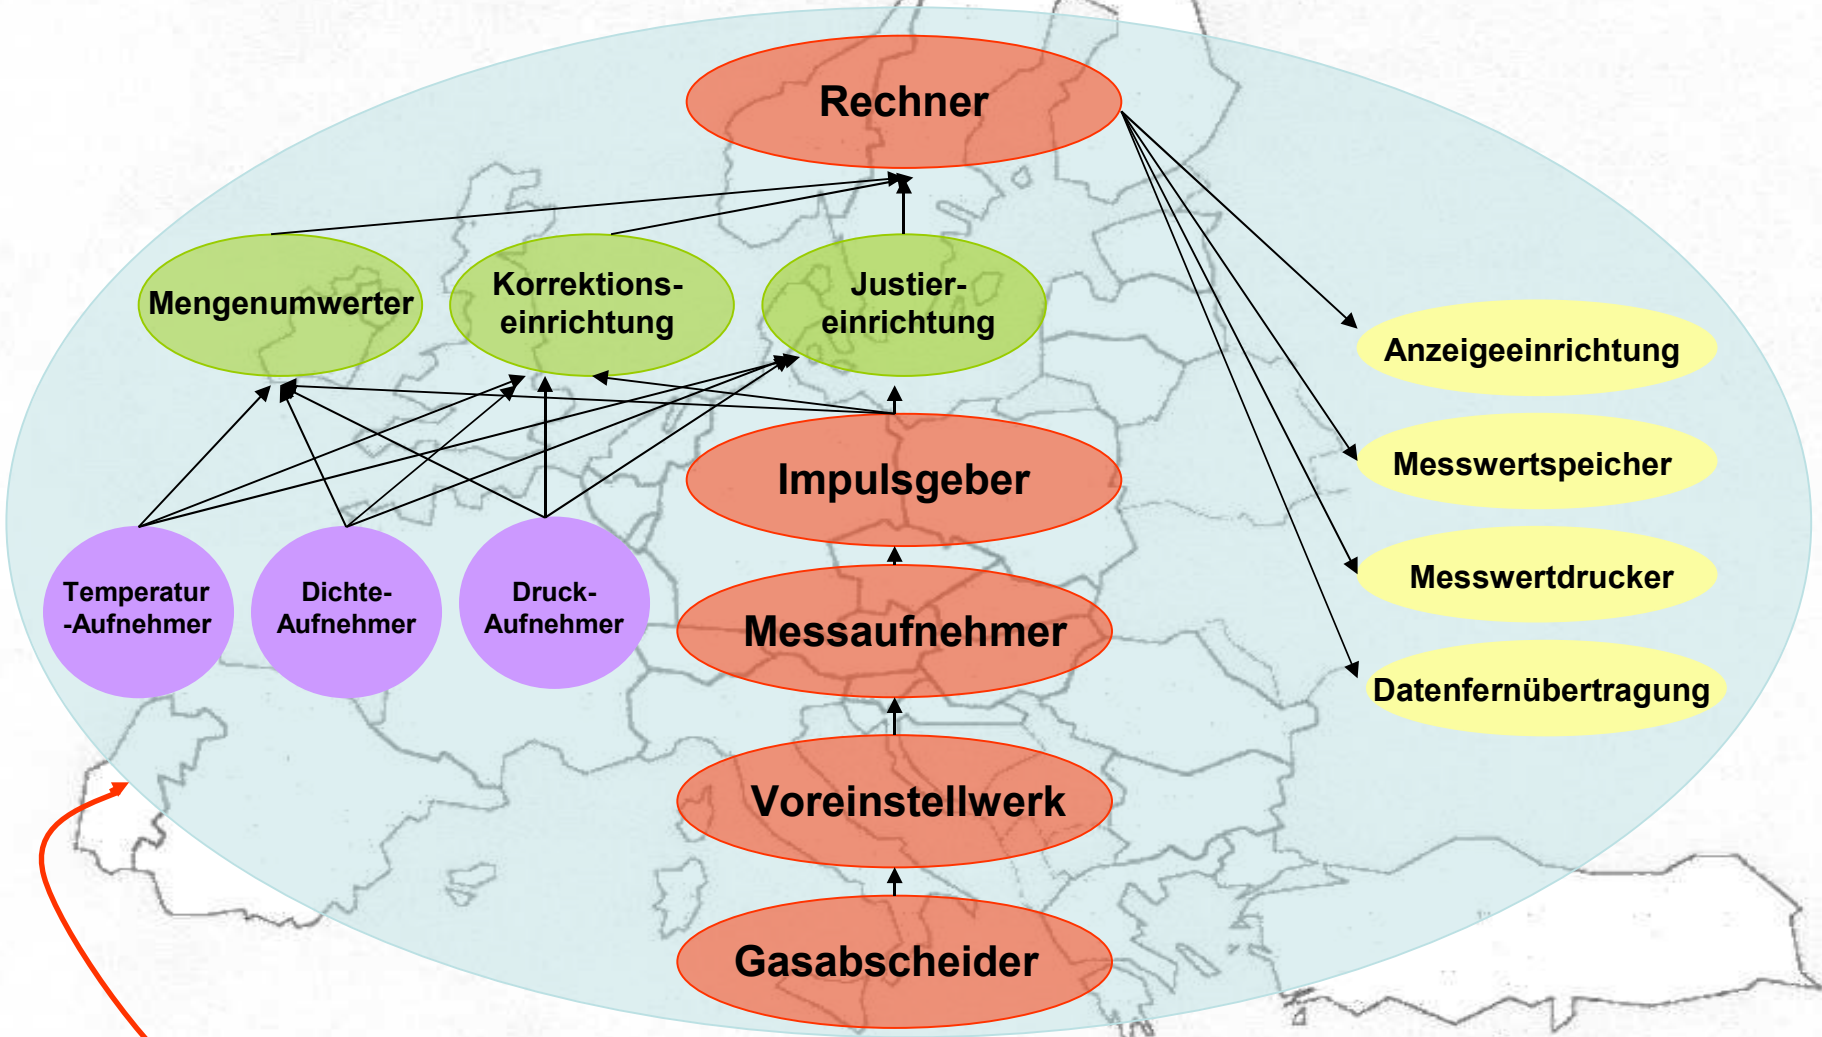 Rechner
Mengenumwerter
Korrektions-
einrichtung
Justier-
einrichtung
Anzeigeeinrichtung
Messwertspeicher
Messwertdrucker
Datenfernübertragung
Impulsgeber
Temperatur
-Aufnehmer
Dichte-
Aufnehmer
Druck-
Aufnehmer
Messaufnehmer
Voreinstellwerk
Gasabscheider